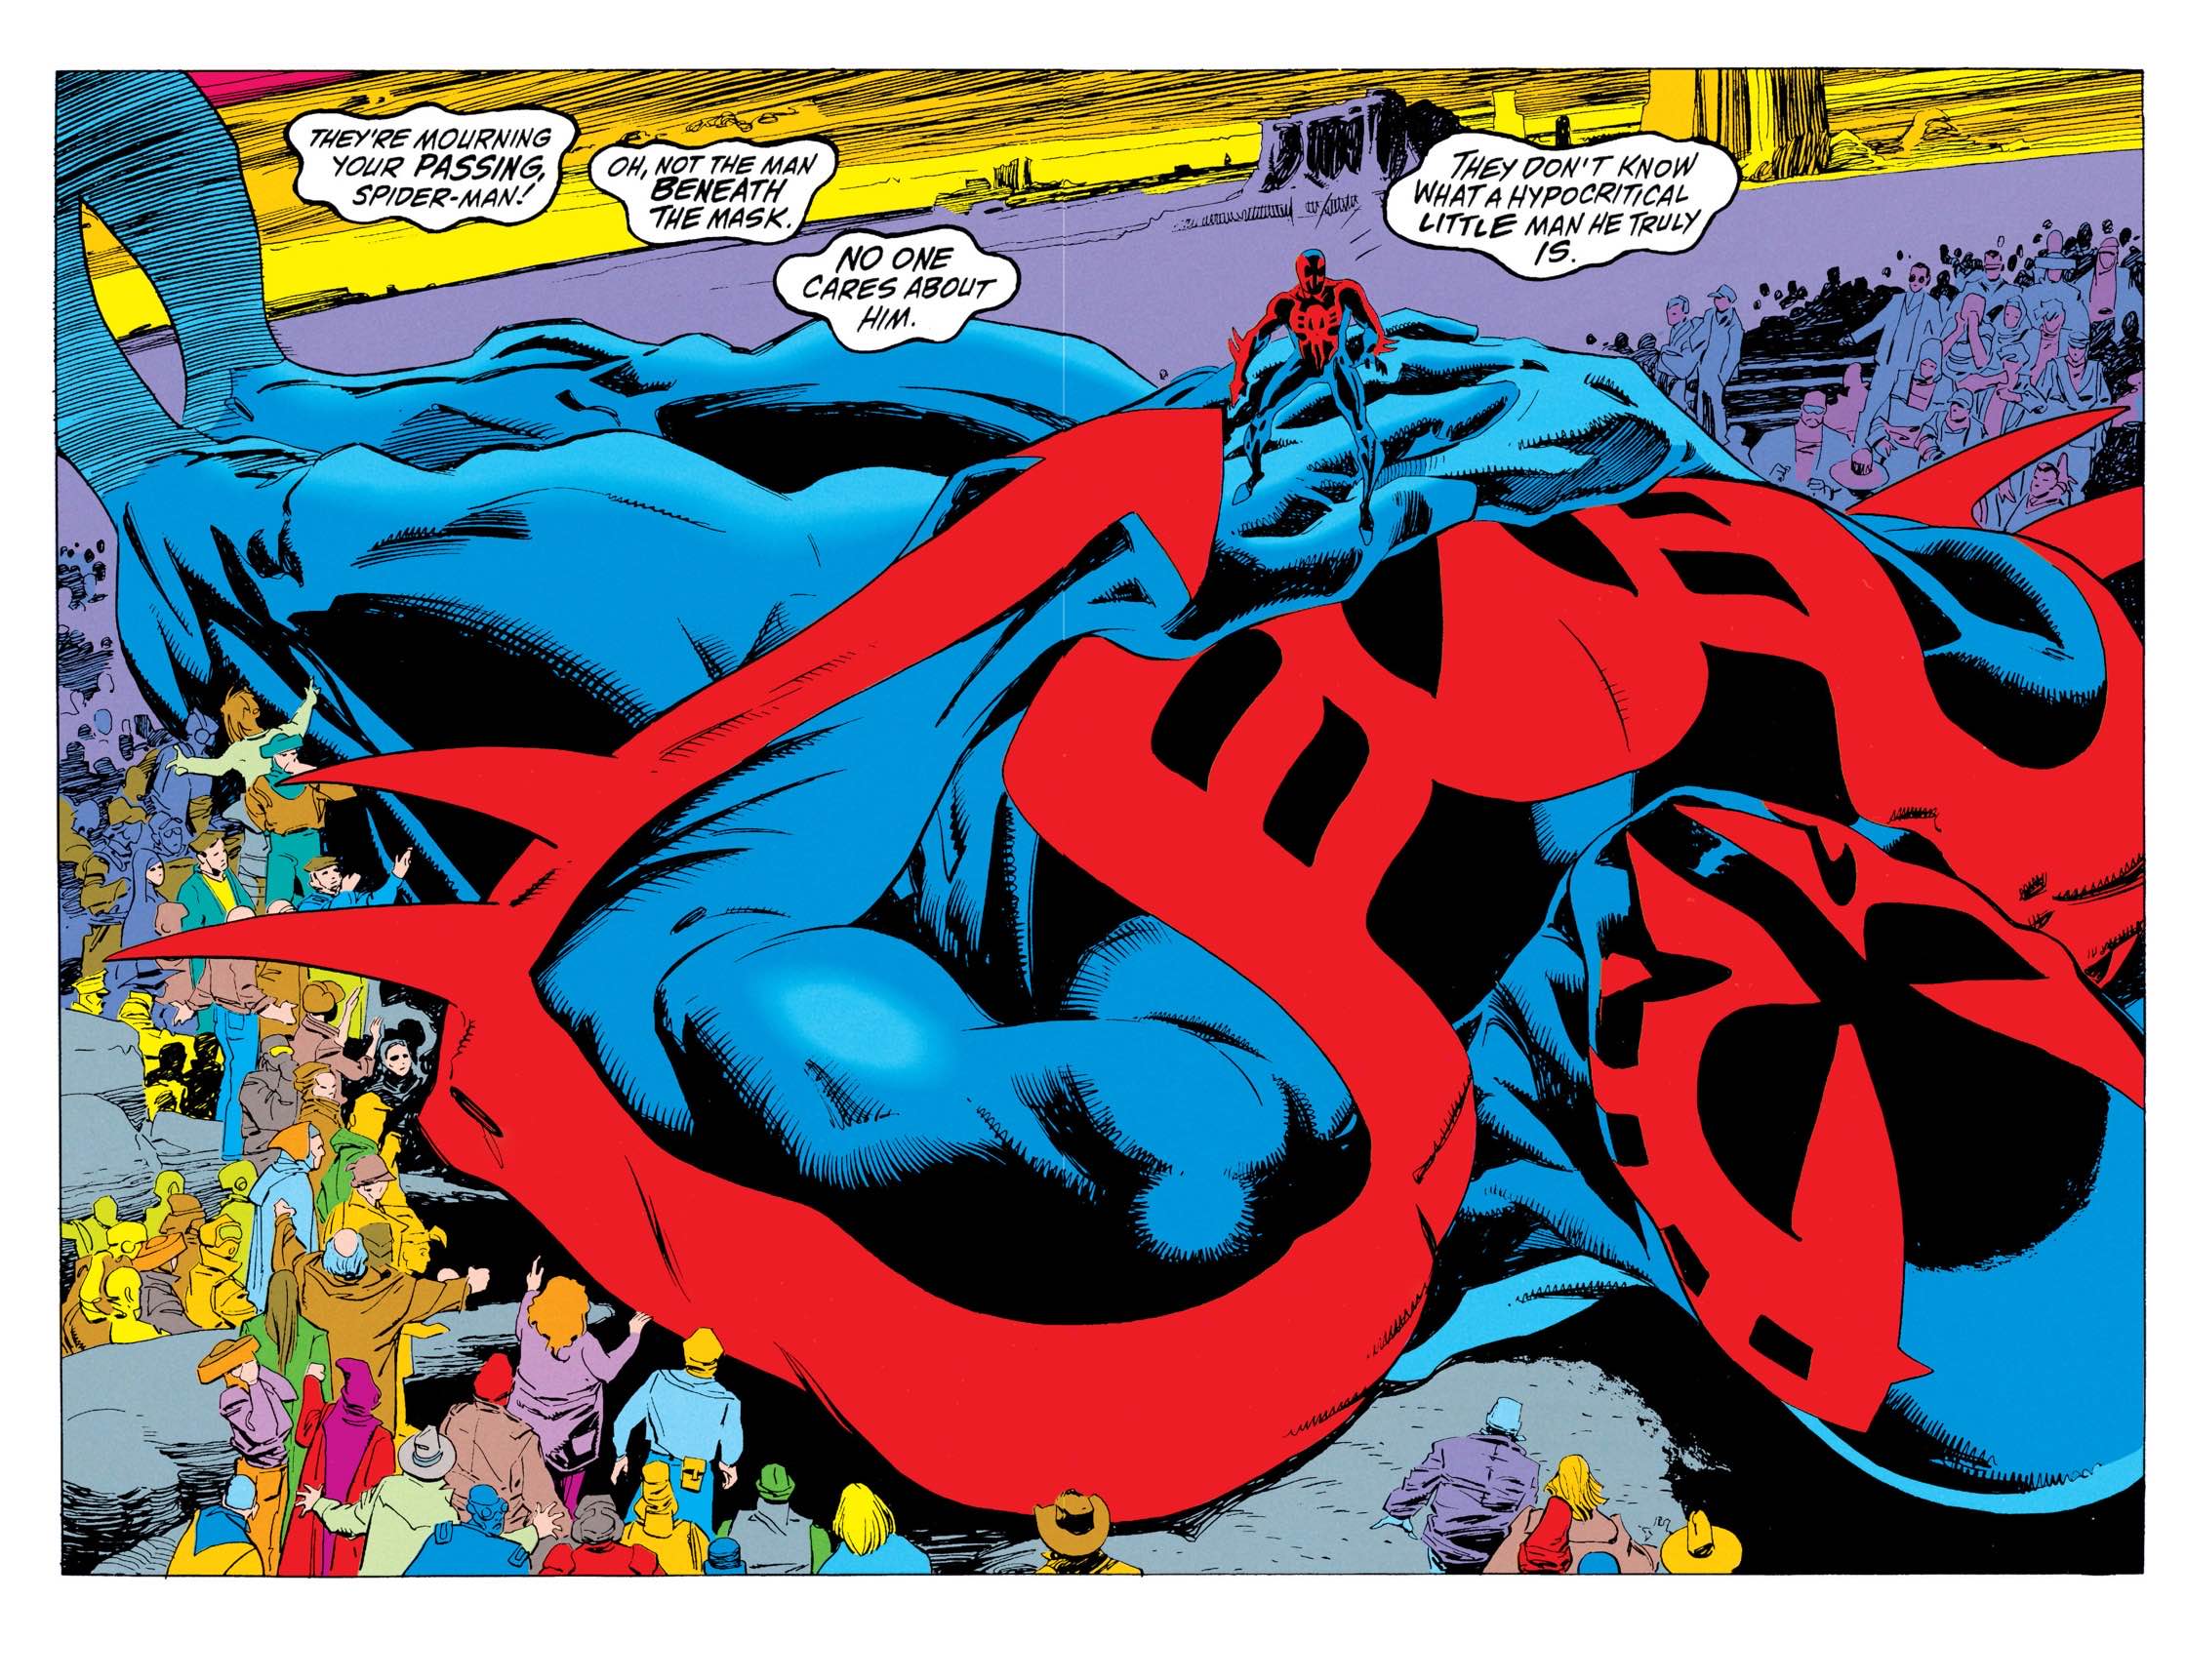 THEY'RE MOURNING
YOUR PASSING,
SPIDER-MAN!
OH, NOT THE MAN
BENEATH
THE MASK.
NO ONE
CARES ABOUT
HIM.
THEY DON'T KNOW
WHAT A HYPOCRITICAL
LITTLE MAN HE TRULY
IS.